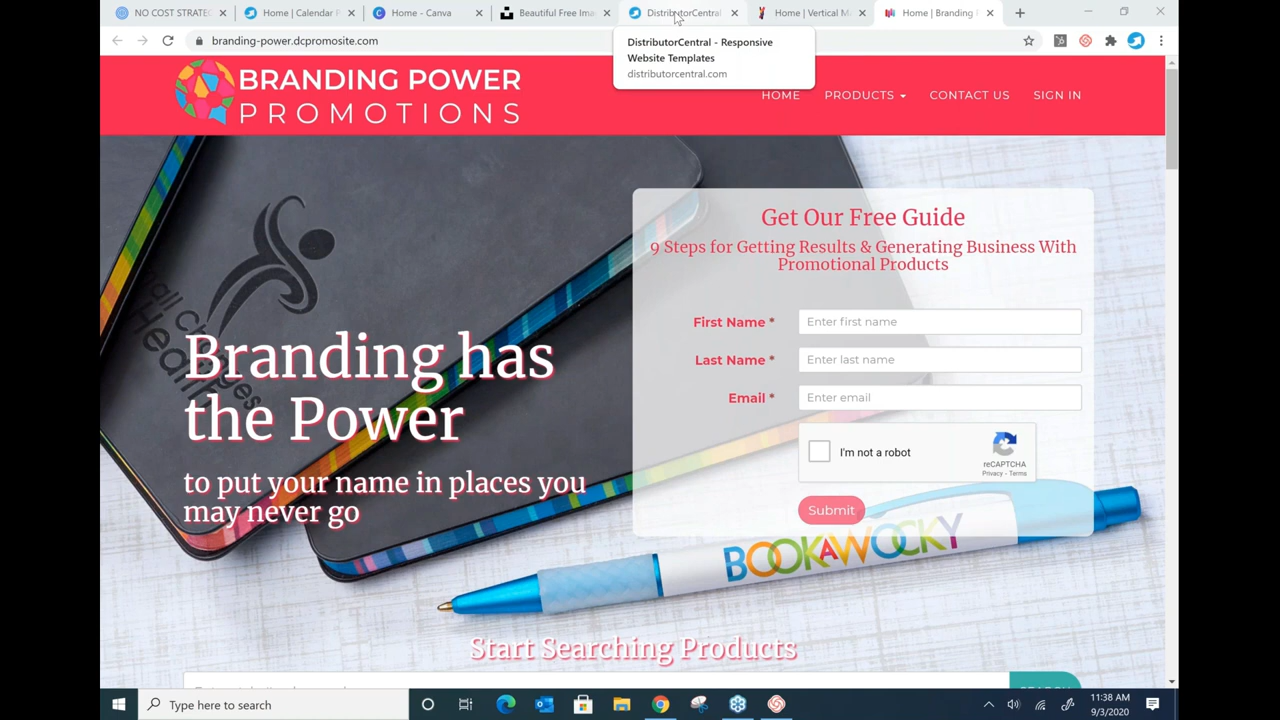 NO COST STRATE
Home | Calendar P
Home - Canva
Beautiful Free Ima
DistributorCentral
Home | Vertical M
Home | Branding
branding-power.dcpromosite.com
DistributorCentral - Responsive
Website Templates
distributorcentral.com
BRANDING POWER
PROMOTIONS
HOME
PRODUCTS
CONTACT US
SIGN IN
Get Our Free Guide
9 Steps for Getting Results & Generating Business With
Promotional Products
First Name *
Enter first name
Last Name *
Enter last name
Email *
Enter email
I'm not a robot
reCAPTCHA
Privacy - Terms
Submit
small changes
Health
Branding has
the Power
to put your name in places you
may never go
BOOKAWOCKY
Start Searching Products
Type here to search
11:38 AM
9/3/2020